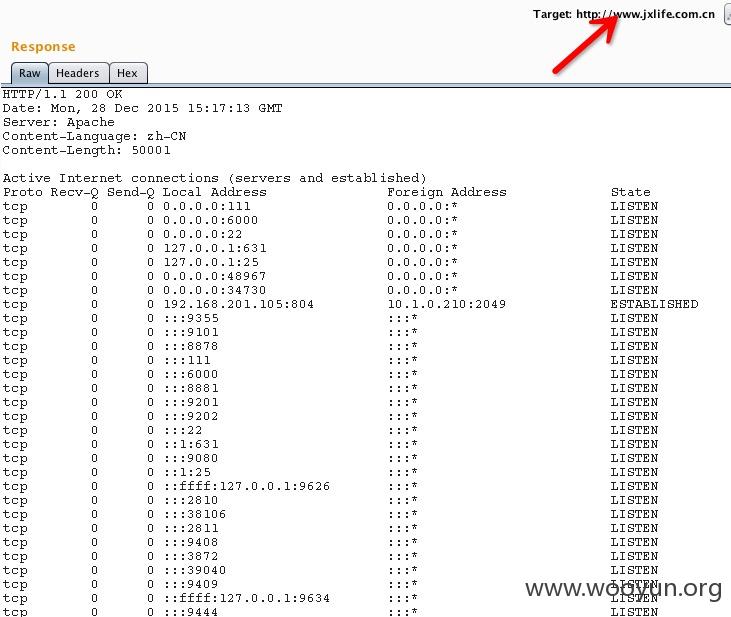 Target: http://www.jxlife.com.cn
Response
Raw Headers Hex
HTTP/1.1 200 OK
Date: Mon, 28 Dec 2015 15:17:13 GMT
Server: Apache
Content-Language: zh-CN
Content-Length: 50001
Active Internet connections (servers and established)
Proto Recv-Q Send-Q Local Address Foreign Address State
tcp 0 0 0.0.0.0:111 0.0.0.0:* LISTEN
tcp 0 0 0.0.0.0:6000 0.0.0.0:* LISTEN
tcp 0 0 0.0.0.0:22 0.0.0.0:* LISTEN
tcp 0 0 127.0.0.1:631 0.0.0.0:* LISTEN
tcp 0 0 127.0.0.1:25 0.0.0.0:* LISTEN
tcp 0 0 0.0.0.0:48967 0.0.0.0:* LISTEN
tcp 0 0 0.0.0.0:34730 0.0.0.0:* LISTEN
tcp 0 0 192.168.201.105:804 10.1.0.210:2049 ESTABLISHED
tcp 0 0 :::9355 :::* LISTEN
tcp 0 0 :::9101 :::* LISTEN
tcp 0 0 :::8878 :::* LISTEN
tcp 0 0 :::111 :::* LISTEN
tcp 0 0 :::6000 :::* LISTEN
tcp 0 0 :::8881 :::* LISTEN
tcp 0 0 :::9201 :::* LISTEN
tcp 0 0 :::9202 :::* LISTEN
tcp 0 0 :::22 :::* LISTEN
tcp 0 0 ::1:631 :::* LISTEN
tcp 0 0 :::9080 :::* LISTEN
tcp 0 0 ::1:25 :::* LISTEN
tcp 0 0 ::ffff:127.0.0.1:9626 :::* LISTEN
tcp 0 0 :::2810 :::* LISTEN
tcp 0 0 :::38106 :::* LISTEN
tcp 0 0 :::2811 :::* LISTEN
tcp 0 0 :::9408 :::* LISTEN
tcp 0 0 :::3872 :::* LISTEN
tcp 0 0 :::39040 :::* LISTEN
tcp 0 0 :::9409 :::* LISTEN
tcp 0 0 ::ffff:127.0.0.1:9634 :::* LISTEN
tcp 0 0 :::9444 :::* LISTEN
www.wooyun.org